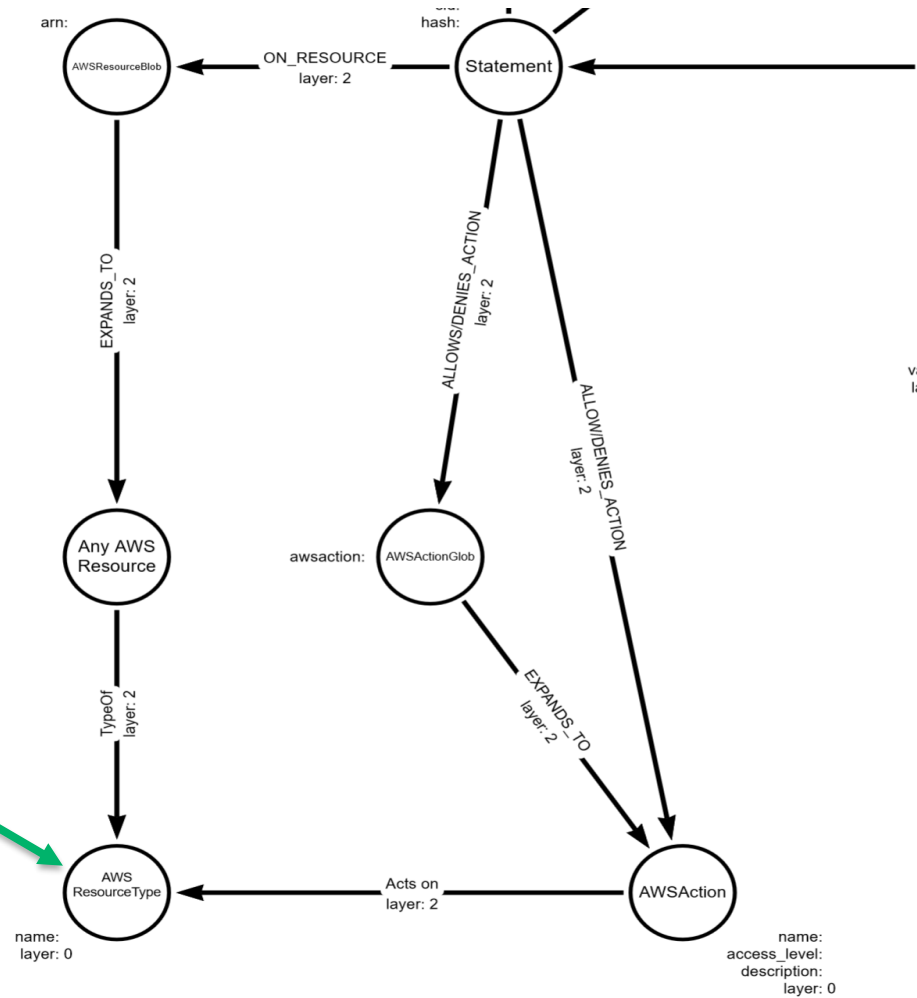 arn:
hash:
AWSResourceBlob
ON_RESOURCE
layer: 2
Statement
EXPANDS_TO
layer: 2
ALLOWS/DENIES_ACTION
layer: 2
ALLOW/DENIES_ACTION
layer: 2
Any AWS
Resource
awsaction:
AWSActionGlob
TypeOf
layer: 2
EXPANDS_TO
layer: 2
AWS
ResourceType
Acts on
layer: 2
AWSAction
name:
layer: 0
name:
access_level:
description:
layer: 0